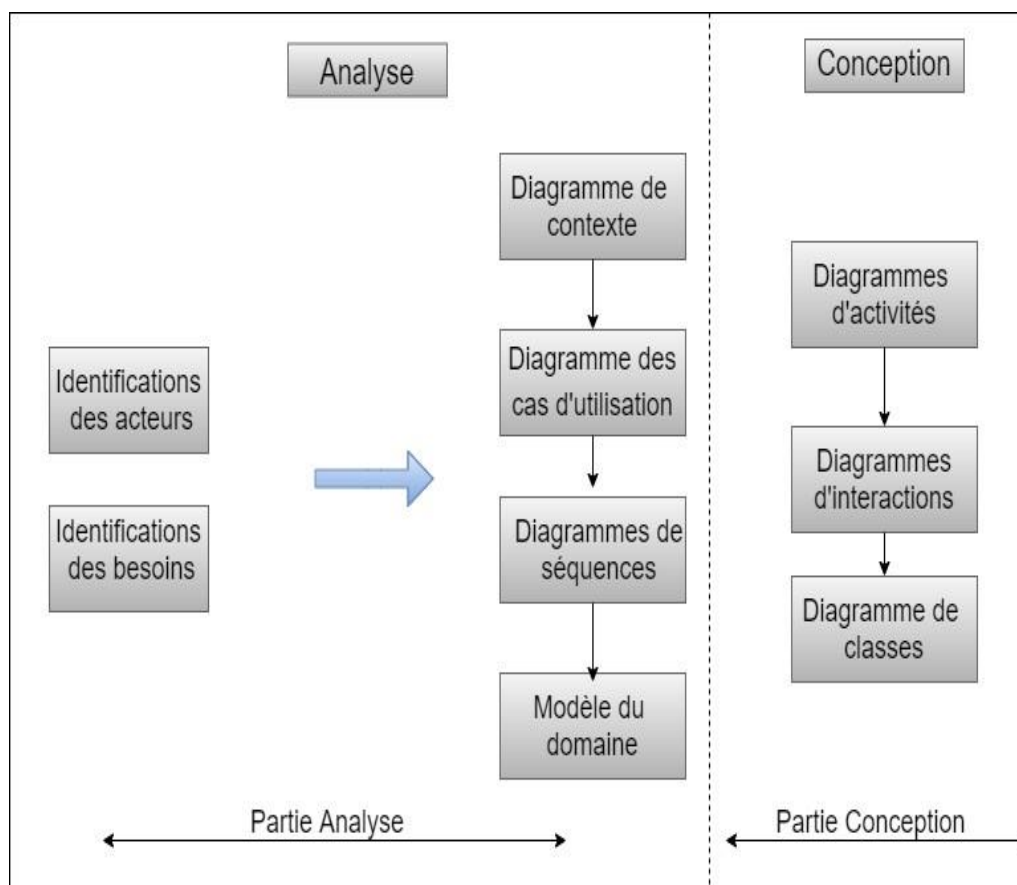 Analyse
Conception
Diagramme de
contexte
Diagrammes
d'activités
Identifications
des acteurs
Diagramme des
cas d'utilisation
Diagrammes
d'interactions
Identifications
des besoins
Diagrammes de
séquences
Diagramme de
classes
Modèle du
domaine
Partie Analyse
Partie Conception